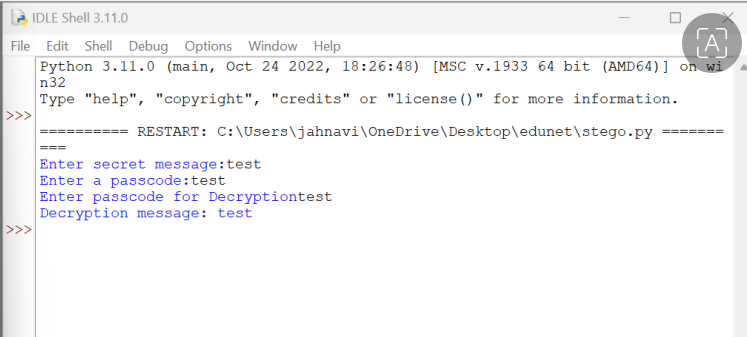 IDLE Shell 3.11.0
File Edit Shell Debug Options Window Help
Python 3.11.0 (main, Oct 24 2022, 18:26:48) [MSC v.1933 64 bit (AMD64)] on wi
n32
Type "help", "copyright", "credits" or "license()" for more information.
>>>
========== RESTART: C:\Users\jahnavi\OneDrive\Desktop\edunet\stego.py =======
===
Enter secret message:test
Enter a passcode:test
Enter passcode for Decryptiontest
Decryption message: test
>>>
A